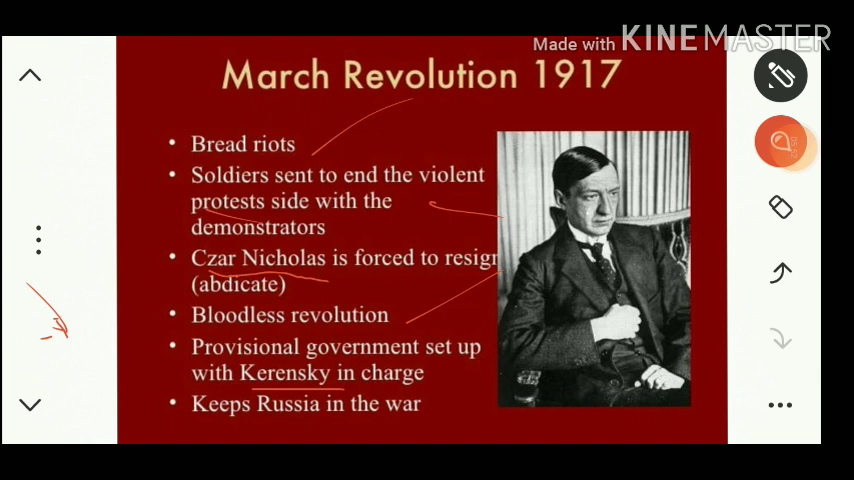 Made with KINEMASTER
March Revolution 1917
• Bread riots
• Soldiers sent to end the violent
protests side with the
demonstrators
• Czar Nicholas is forced to resign
(abdicate)
• Bloodless revolution
• Provisional government set up
with Kerensky in charge
• Keeps Russia in the war
05:52